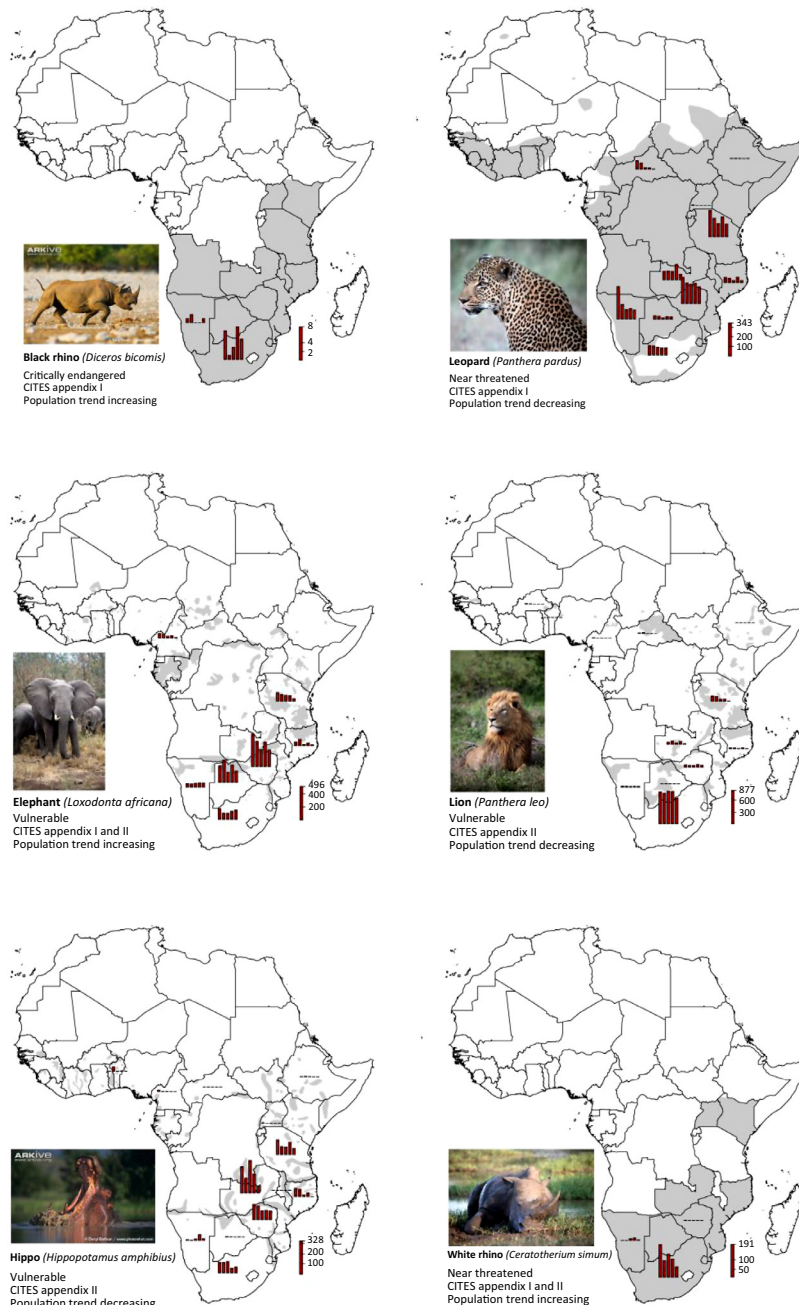 ARKive
Black rhino (Diceros bicomis)
Critically endangered
CITES appendix I
Population trend increasing
8
4
2
Leopard (Panthera pardus)
Near threatened
CITES appendix I
Population trend decreasing
343
200
100
Elephant (Loxodonta africana)
Vulnerable
CITES appendix I and II
Population trend increasing
496
400
200
Lion (Panthera leo)
Vulnerable
CITES appendix II
Population trend decreasing
877
600
300
ARKive
Hippo (Hippopotamus amphibius)
Vulnerable
CITES appendix II
Population trend decreasing
328
200
100
White rhino (Ceratotherium simum)
Near threatened
CITES appendix I and II
Population trend increasing
191
100
50